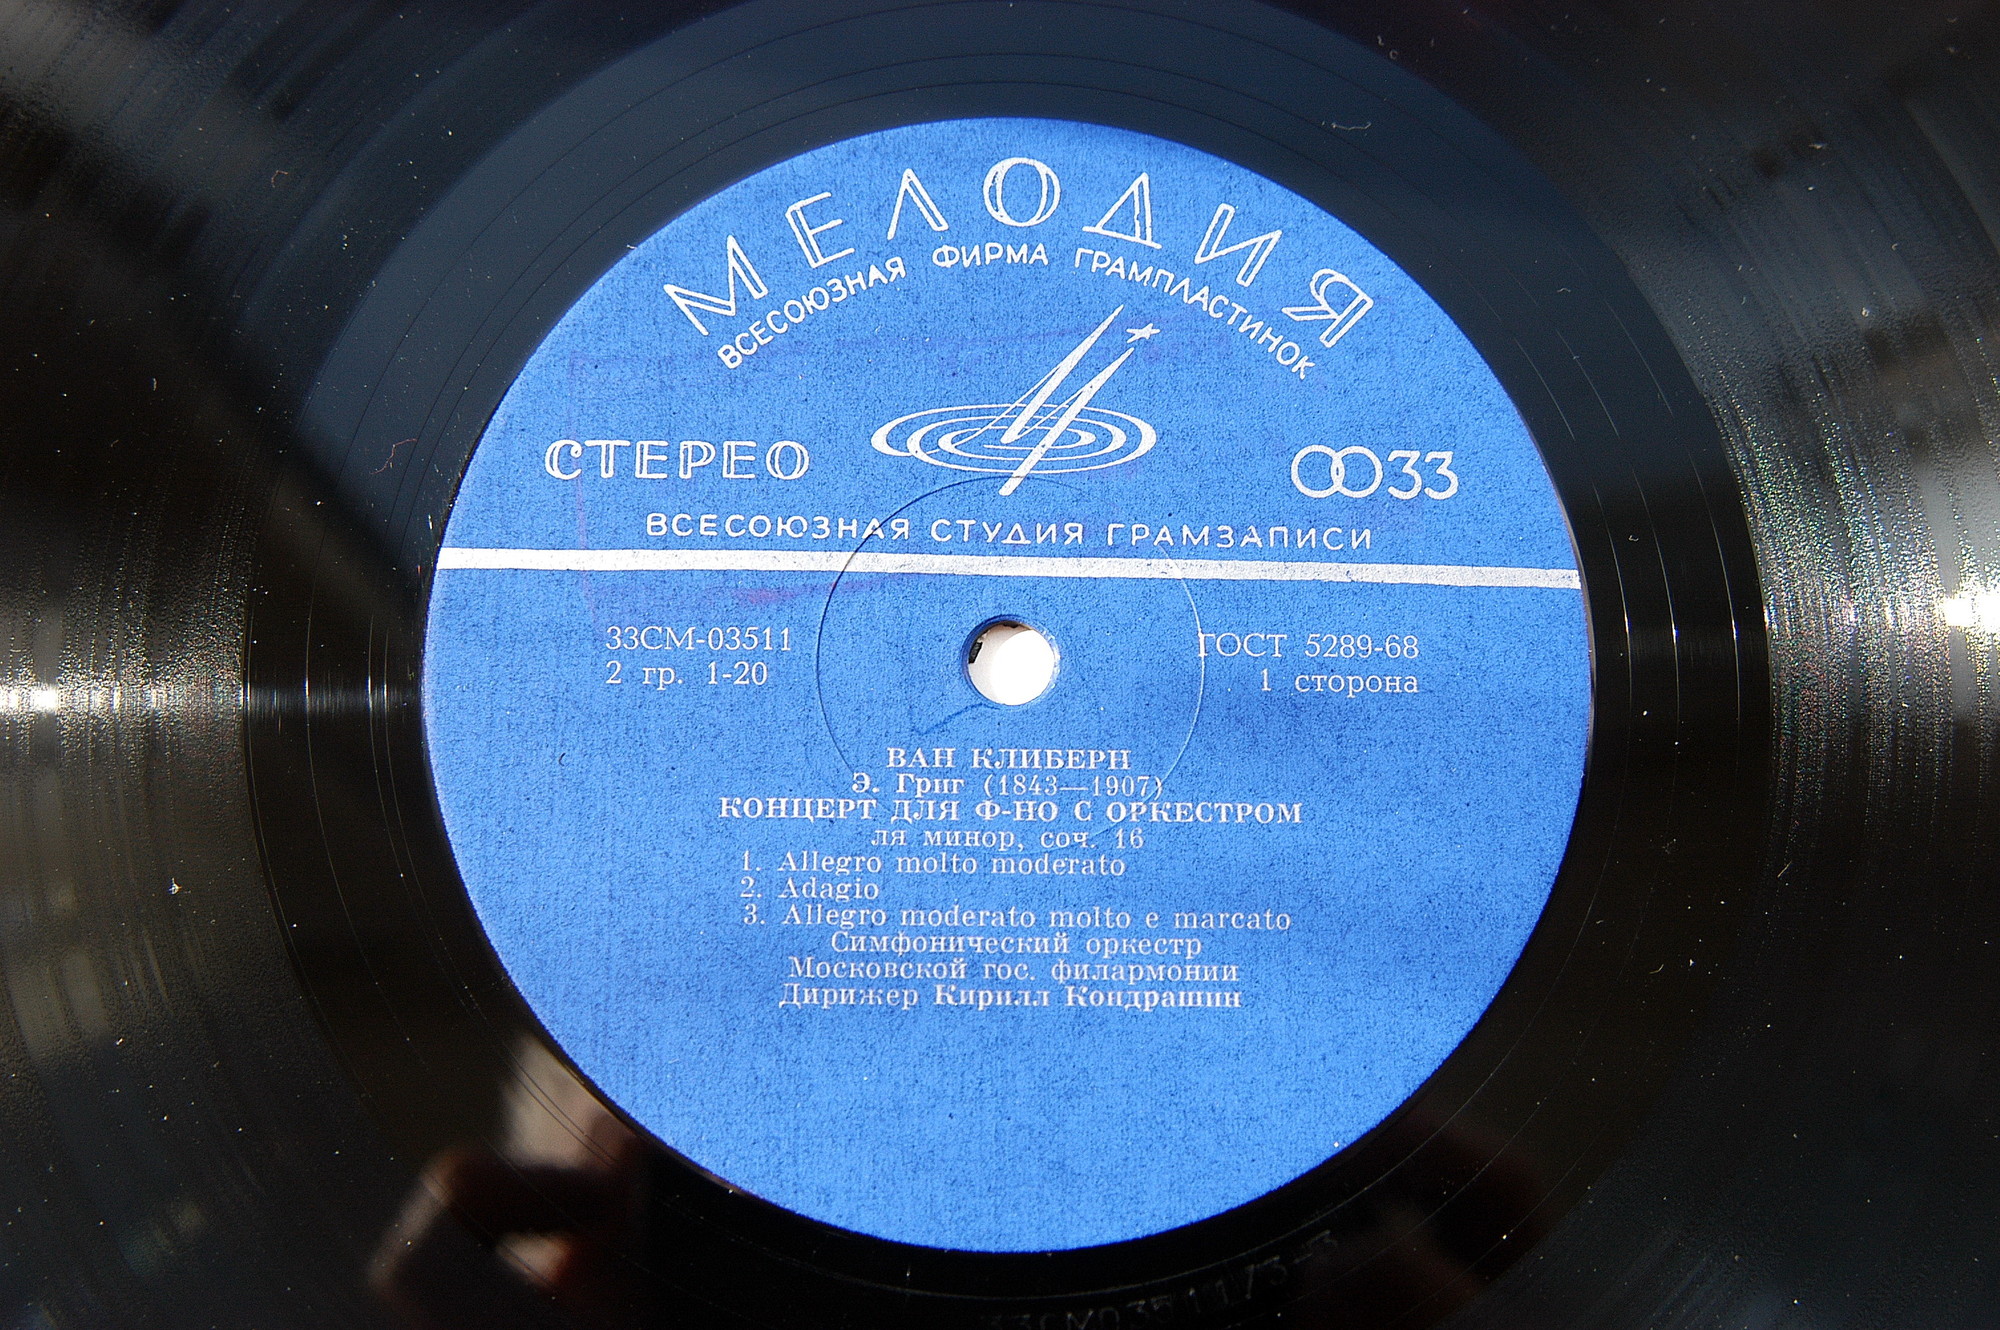 МЕЛОДИЯ
ВСЕСОЮЗНАЯ ФИРМА ГРАМПЛАСТИНОК
СТЕРЕО
33
ВСЕСОЮЗНАЯ СТУДИЯ ГРАМЗАПИСИ
33СМ-03511
2 гр. 1-20
ГОСТ 5289-68
1 сторона
ВАН КЛИБЕРН
Э. Григ (1843—1907)
КОНЦЕРТ ДЛЯ Ф-НО С ОРКЕСТРОМ
ля минор, соч. 16
1. Allegro molto moderato
2. Adagio
3. Allegro moderato molto e marcato
Симфонический оркестр
Московской гос. филармонии
Дирижер Кирилл Кондрашин